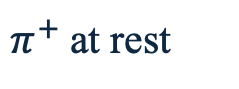 π⁺ at rest